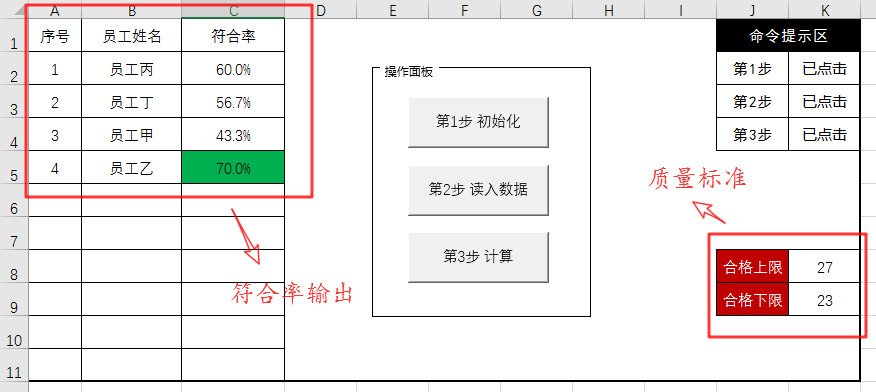 A B C D E F G H I J K
1 序号 员工姓名 符合率 命令提示区
操作面板
2 1 员工丙 60.0% 第1步 已点击
3 2 员工丁 56.7% 第1步 初始化 第2步 已点击
4 3 员工甲 43.3% 第3步 已点击
5 4 员工乙 70.0% 第2步 读入数据 质量标准
6
7 第3步 计算
8 合格上限 27
符合率输出
9 合格下限 23
10
11